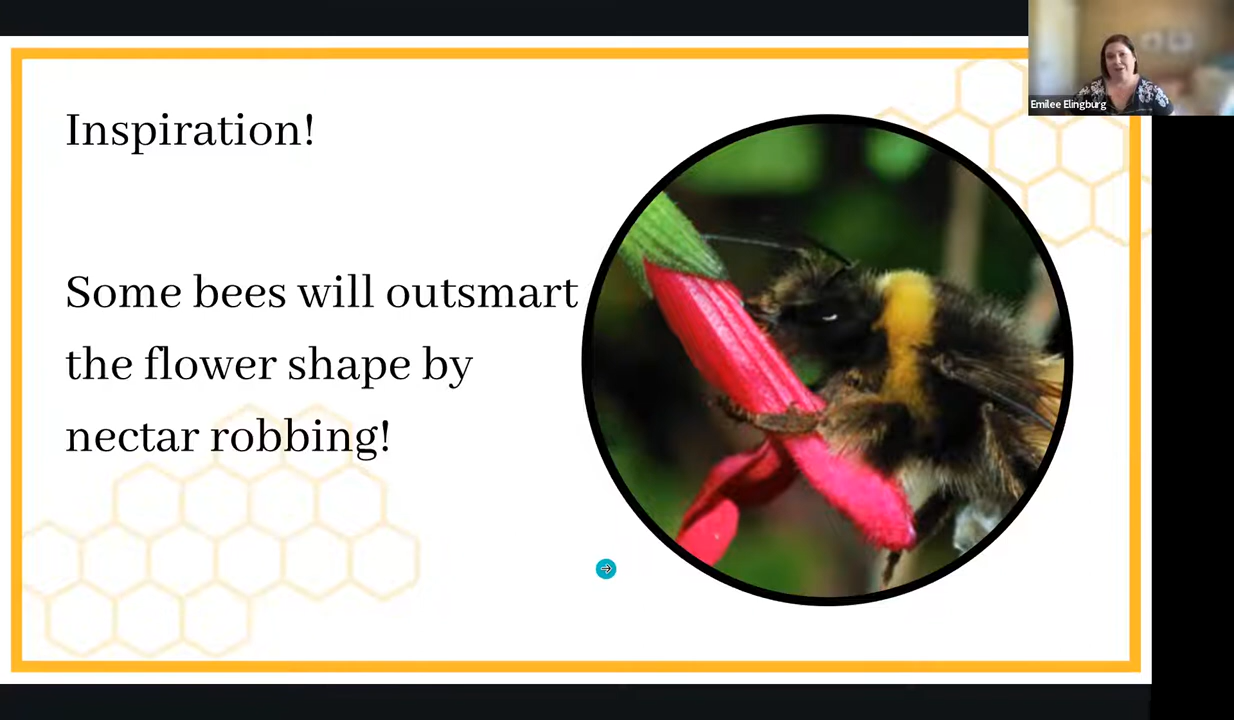 Inspiration!
Some bees will outsmart
the flower shape by
nectar robbing!
Emilee Elingburg